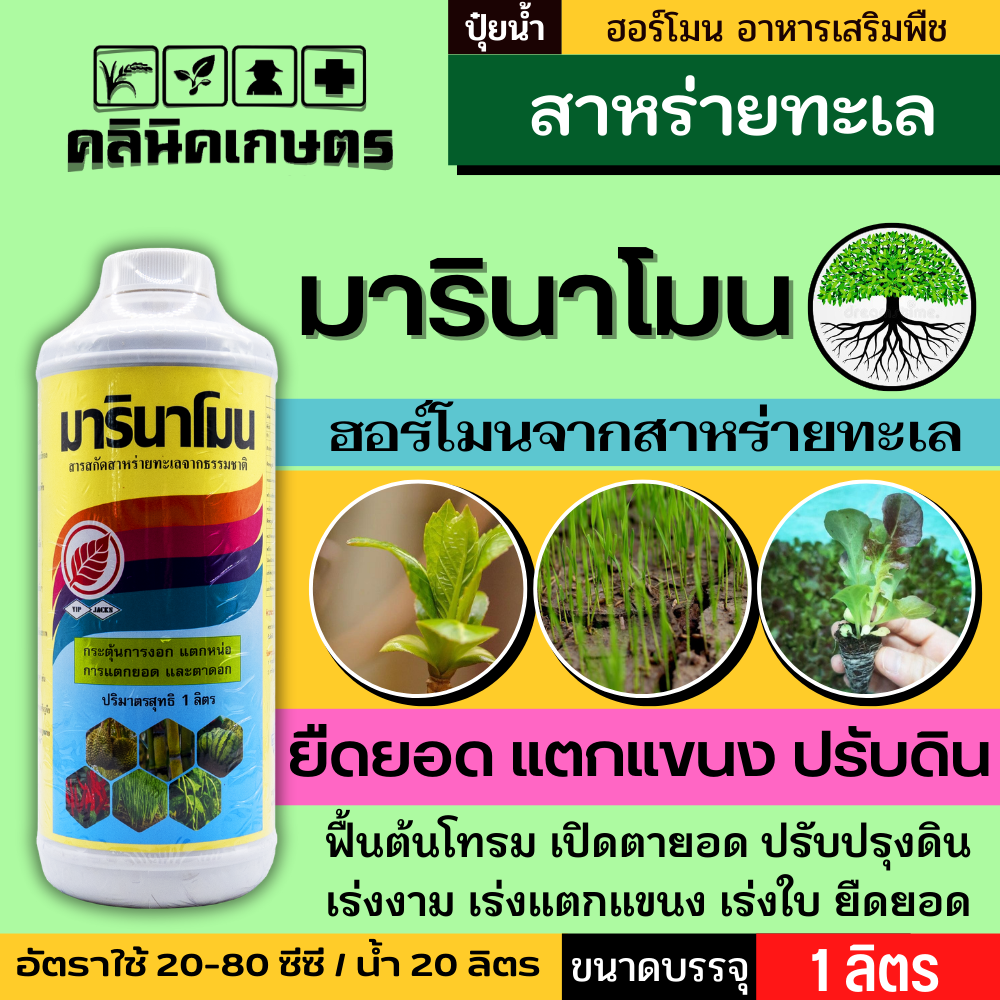 ปุ๋ยน้ำ
ฮอร์โมน อาหารเสริมพืช
สาหร่ายทะเล
คลินิคเกษตร
มารินาโมน
ฮอร์โมนจากสาหร่ายทะเล
มารินาโมน
สารสกัดสาหร่ายทะเลจากธรรมชาติ
VIP JACKS
กระตุ้นการงอก แตกหน่อ
การแตกยอด และตาดอก
ปริมาตรสุทธิ 1 ลิตร
ยืดยอด แตกแขนง ปรับดิน
ฟื้นต้นโทรม เปิดตายอด ปรับปรุงดิน
เร่งงาม เร่งแตกแขนง เร่งใบ ยืดยอด
อัตราใช้ 20-80 ซีซี / น้ำ 20 ลิตร
ขนาดบรรจุ
1 ลิตร